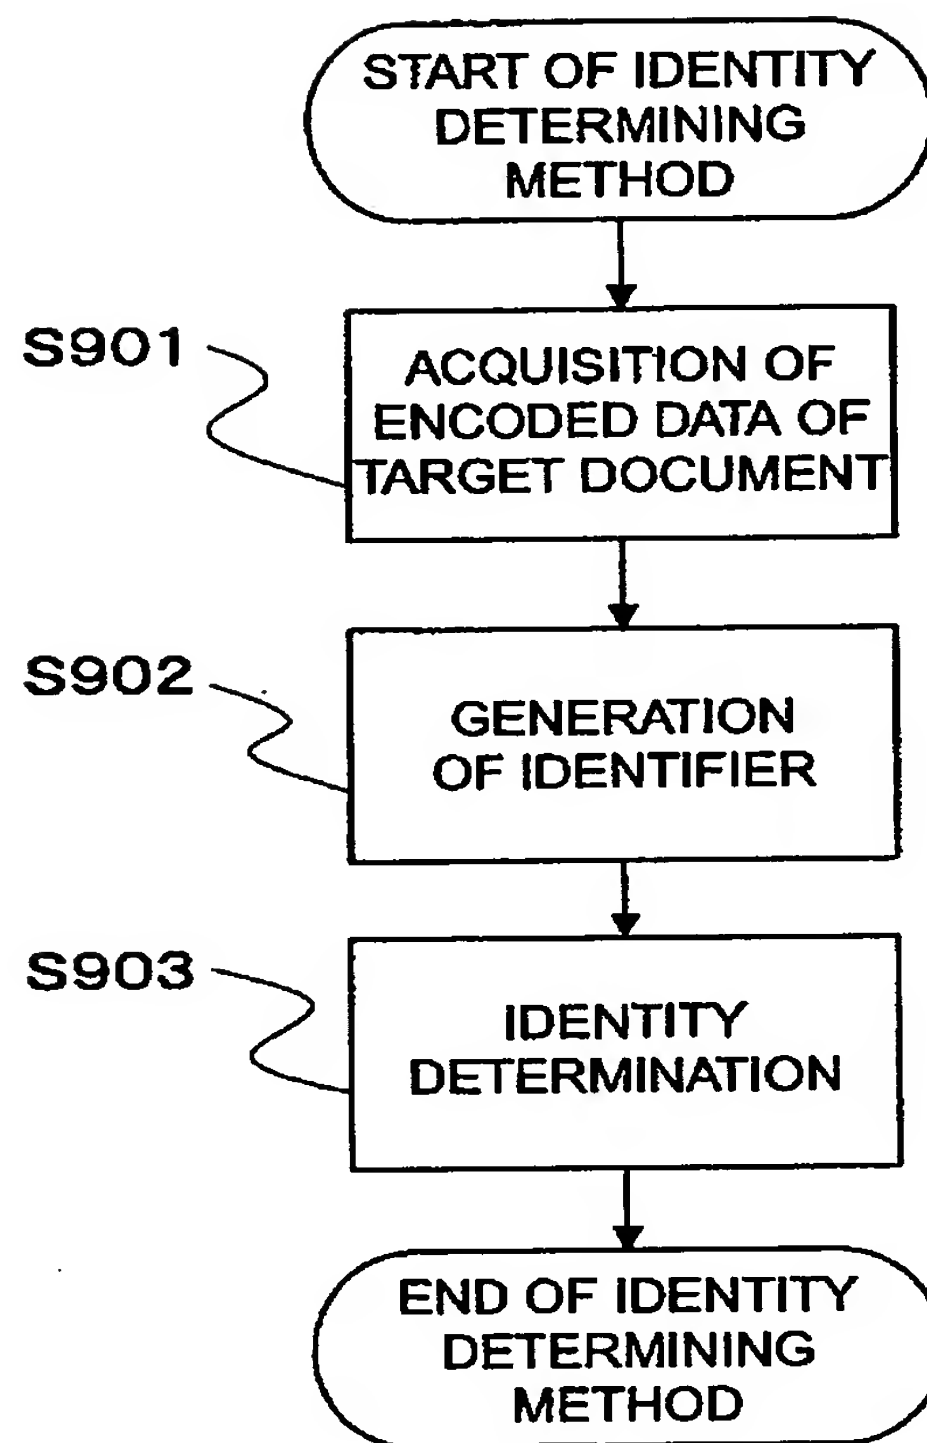 START OF IDENTITY
DETERMINING
METHOD
S901
ACQUISITION OF
ENCODED DATA OF
TARGET DOCUMENT
S902
GENERATION
OF IDENTIFIER
S903
IDENTITY
DETERMINATION
END OF IDENTITY
DETERMINING
METHOD